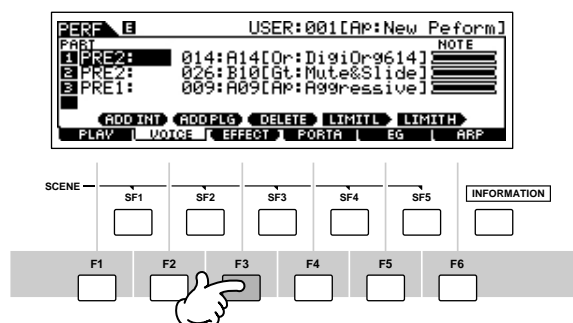 PERF E USER:001[AP:New Peform]
PART NOTE
1 PRE2: 014:A14[Or:DigiOrg614]
2 PRE2: 026:B10[Gt:Mute&Slide]
3 PRE1: 009:A09[AP:Aggressive]
ADD INT ADD PLG DELETE LIMIT L LIMIT H
PLAY VOICE EFFECT PORTA EG ARP
SCENE SF1 SF2 SF3 SF4 SF5 INFORMATION
F1 F2 F3 F4 F5 F6